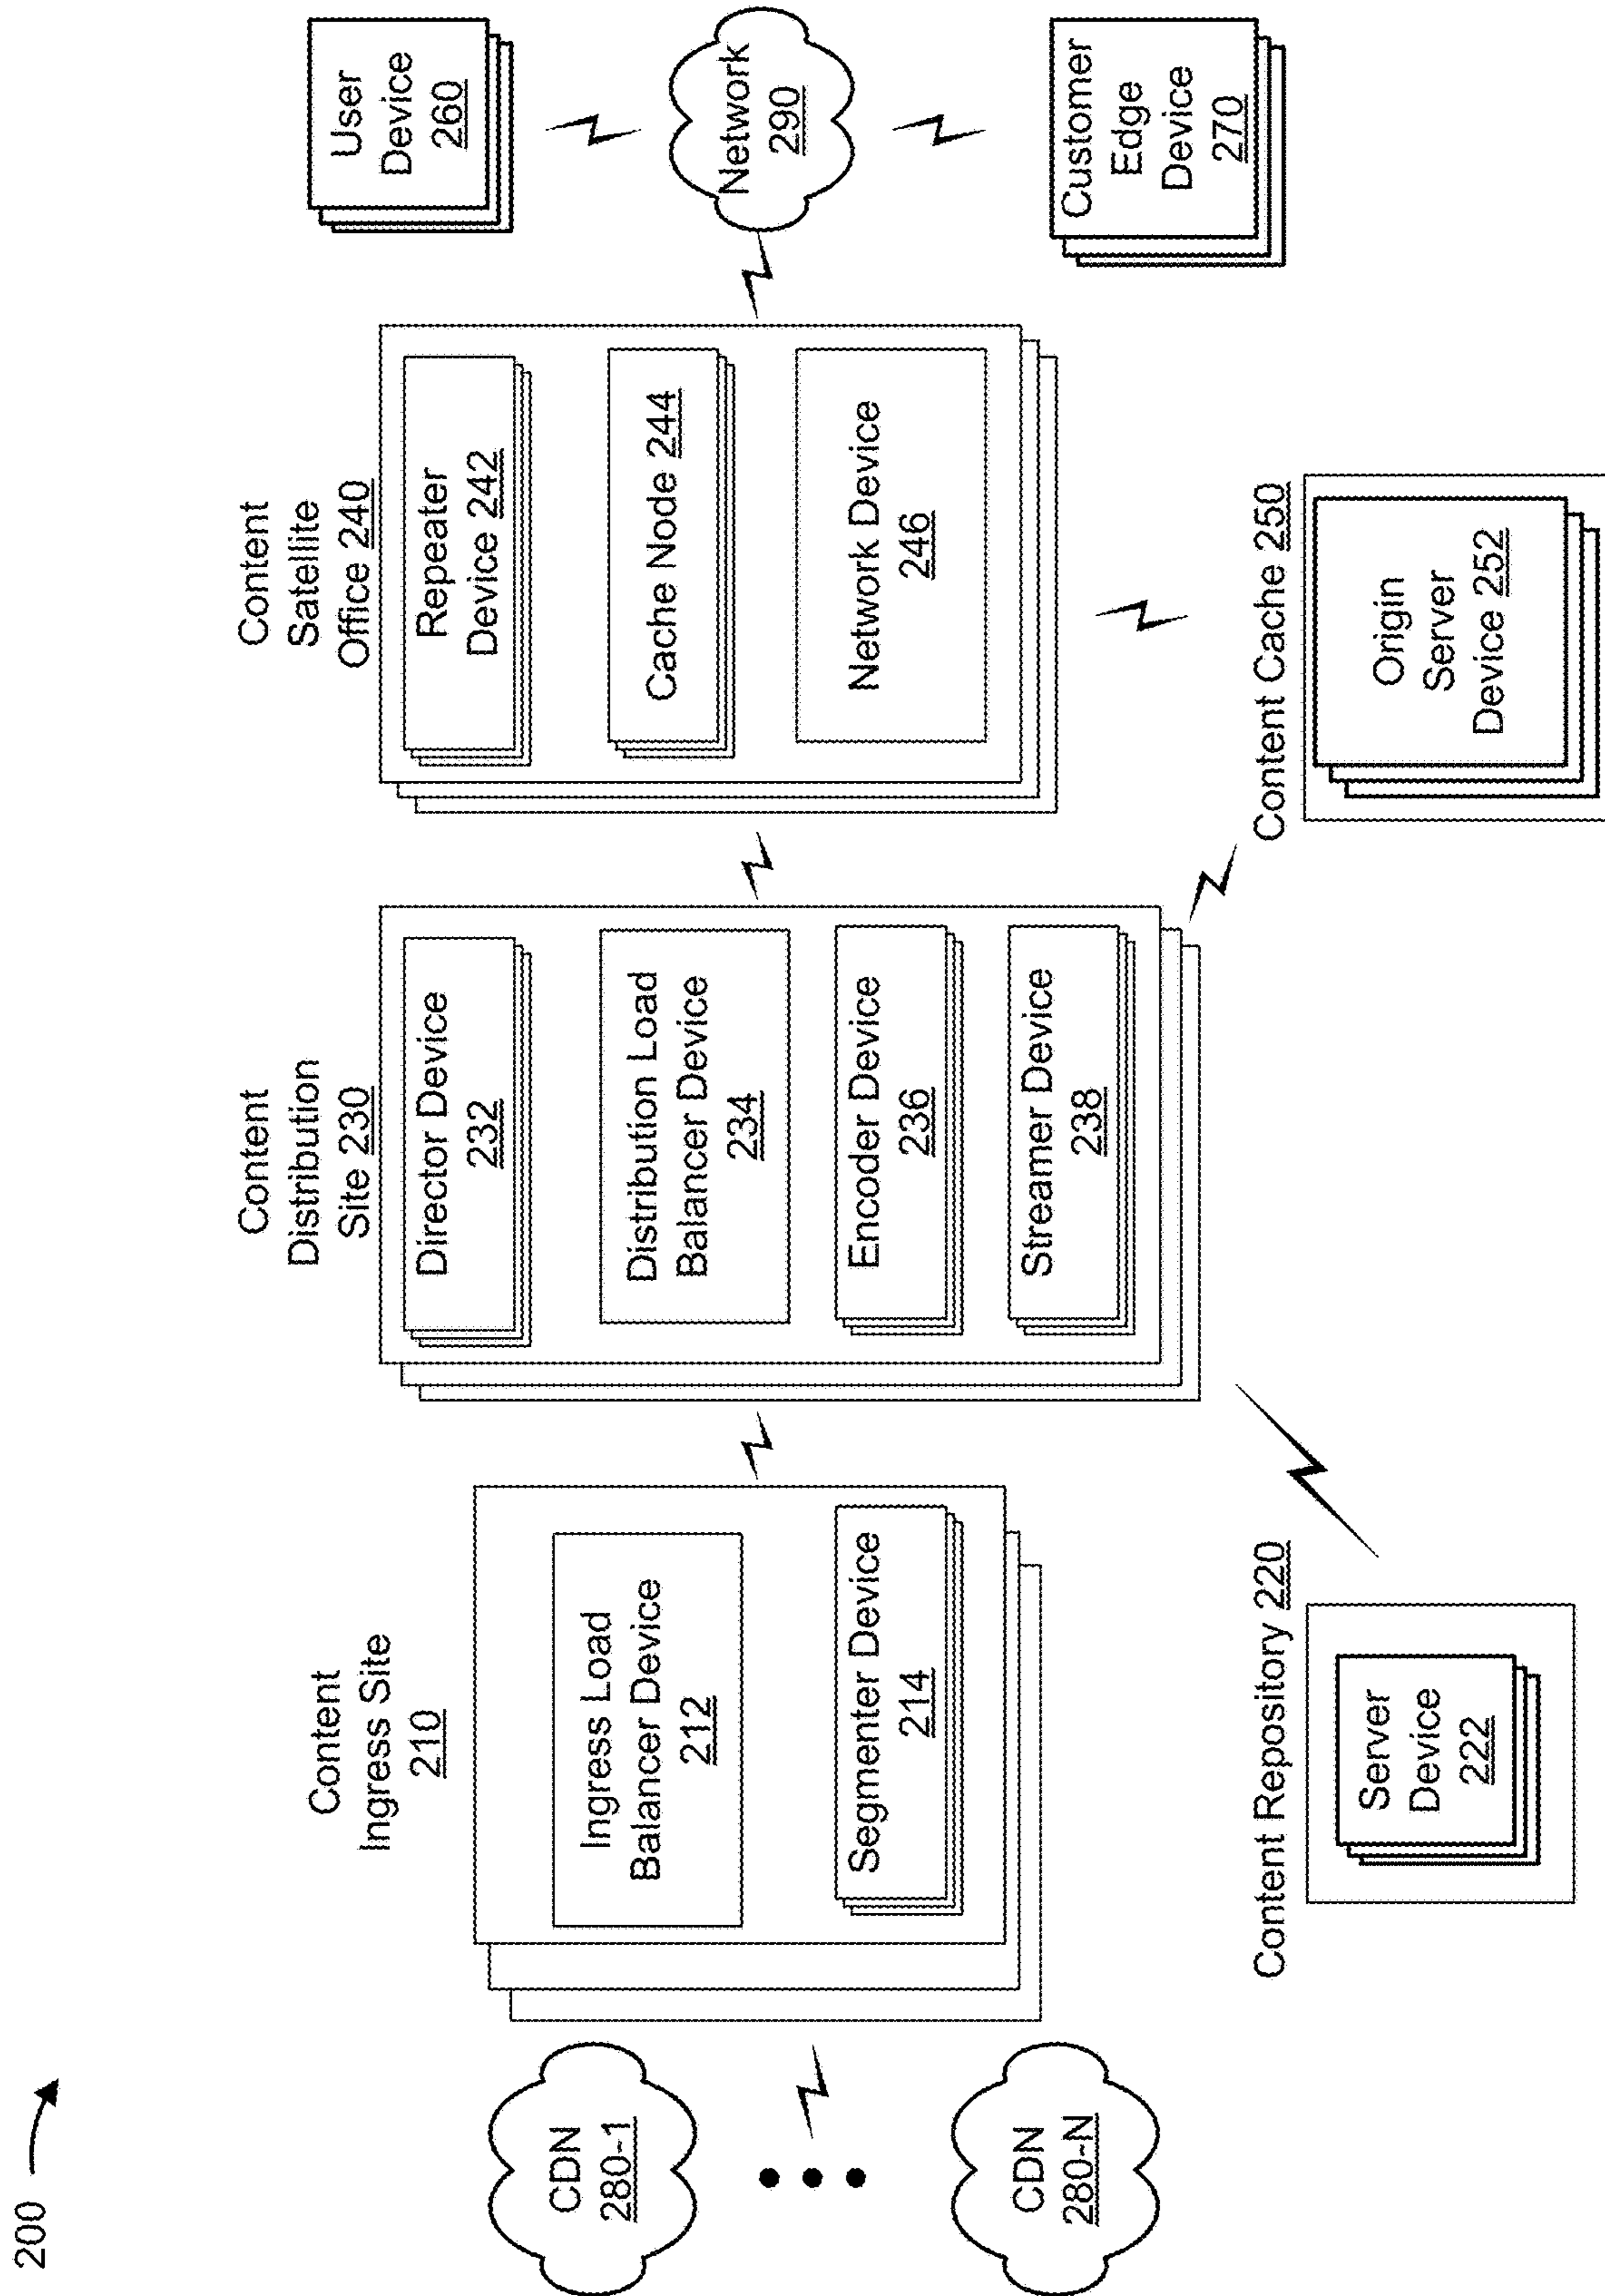 200
CDN
280-1
CDN
280-N
Content
Ingress Site
210
Ingress Load
Balancer Device
212
Segmenter Device
214
Content Repository 220
Server
Device
222
Content
Distribution
Site 230
Director Device
232
Distribution Load
Balancer Device
234
Encoder Device
236
Streamer Device
238
Content
Satellite
Office 240
Repeater
Device 242
Cache Node 244
Network Device
246
Content Cache 250
Origin
Server
Device 252
User
Device
260
Network
290
Customer
Edge
Device
270